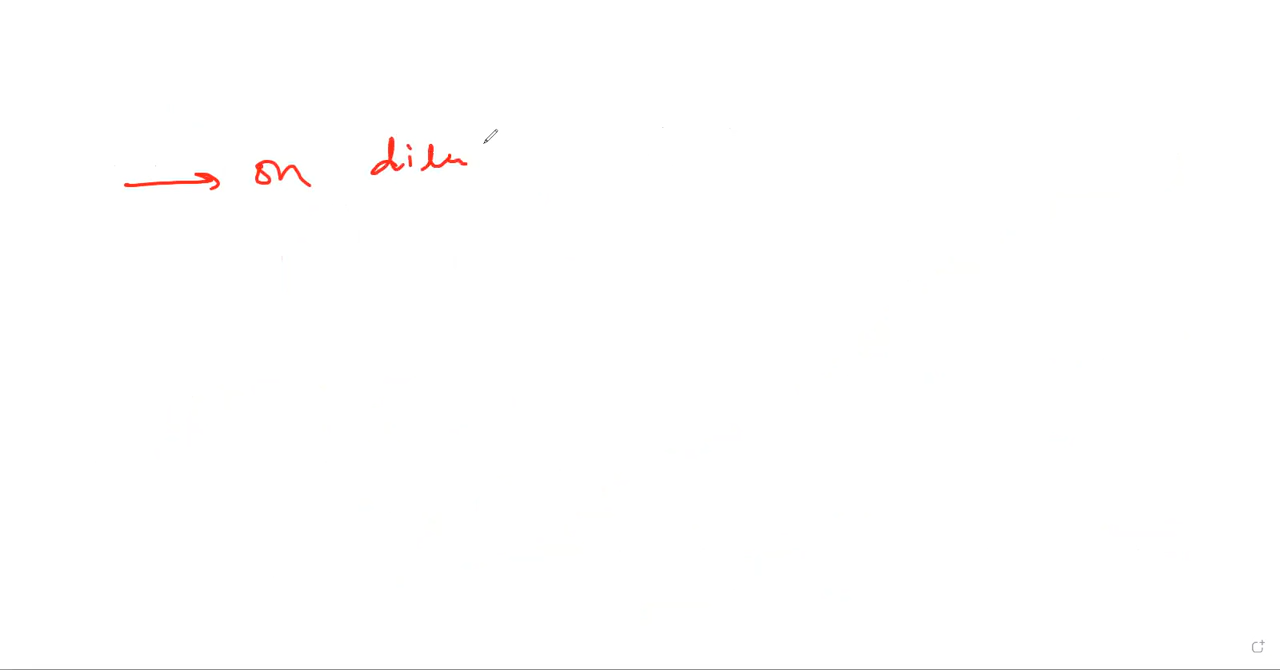 → on dilu